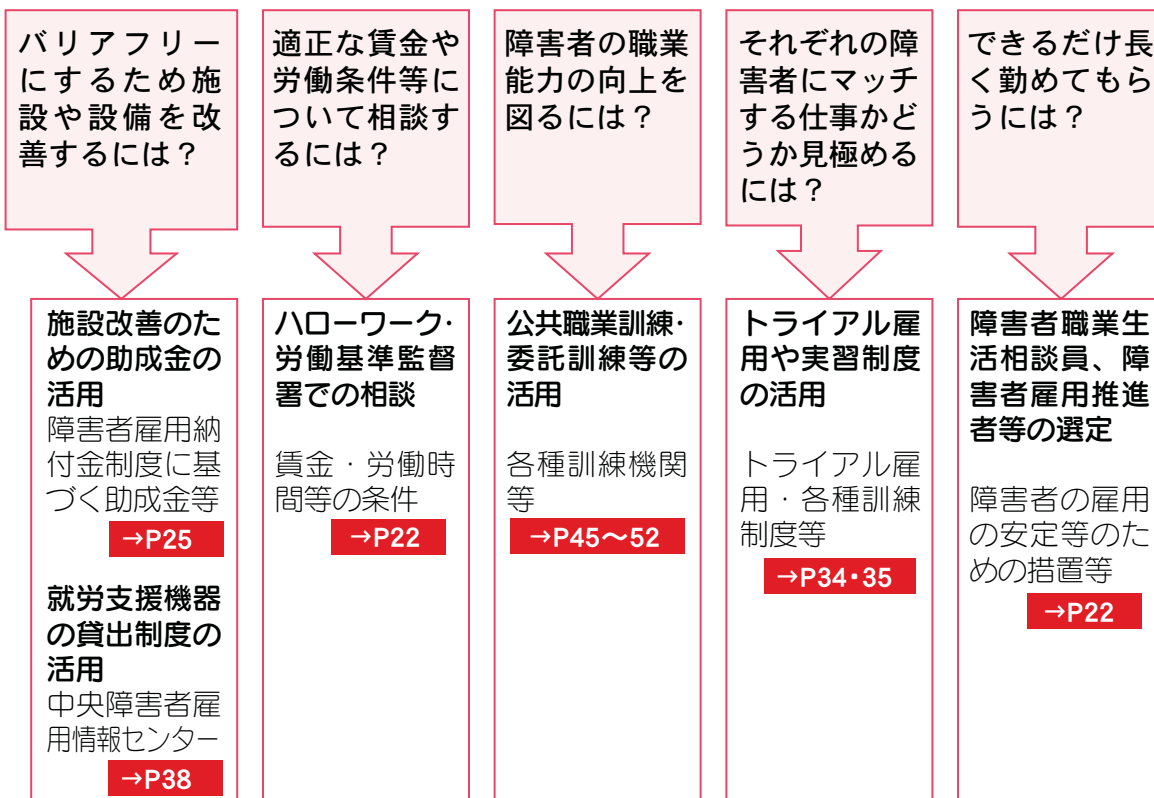 バリアフリー
にするため施
設や設備を改
善するには？
適正な賃金や
労働条件等に
ついて相談す
るには？
障害者の職業
能力の向上を
図るには？
それぞれの障
害者にマッチ
する仕事かど
うか見極める
には？
できるだけ長
く勤めてもら
うには？
施設改善のた
めの助成金の
活用
障害者雇用納
付金制度に基
づく助成金等
→P25
就労支援機器
の貸出制度の
活用
中央障害者雇
用情報センター
→P38
ハローワーク・
労働基準監督
署での相談
賃金・労働時
間等の条件
→P22
公共職業訓練・
委託訓練等の
活用
各種訓練機関
等
→P45～52
トライアル雇
用や実習制度
の活用
トライアル雇
用・各種訓練
制度等
→P34・35
障害者職業生
活相談員、障
害者雇用推進
者等の選定
障害者の雇用
の安定等のた
めの措置等
→P22